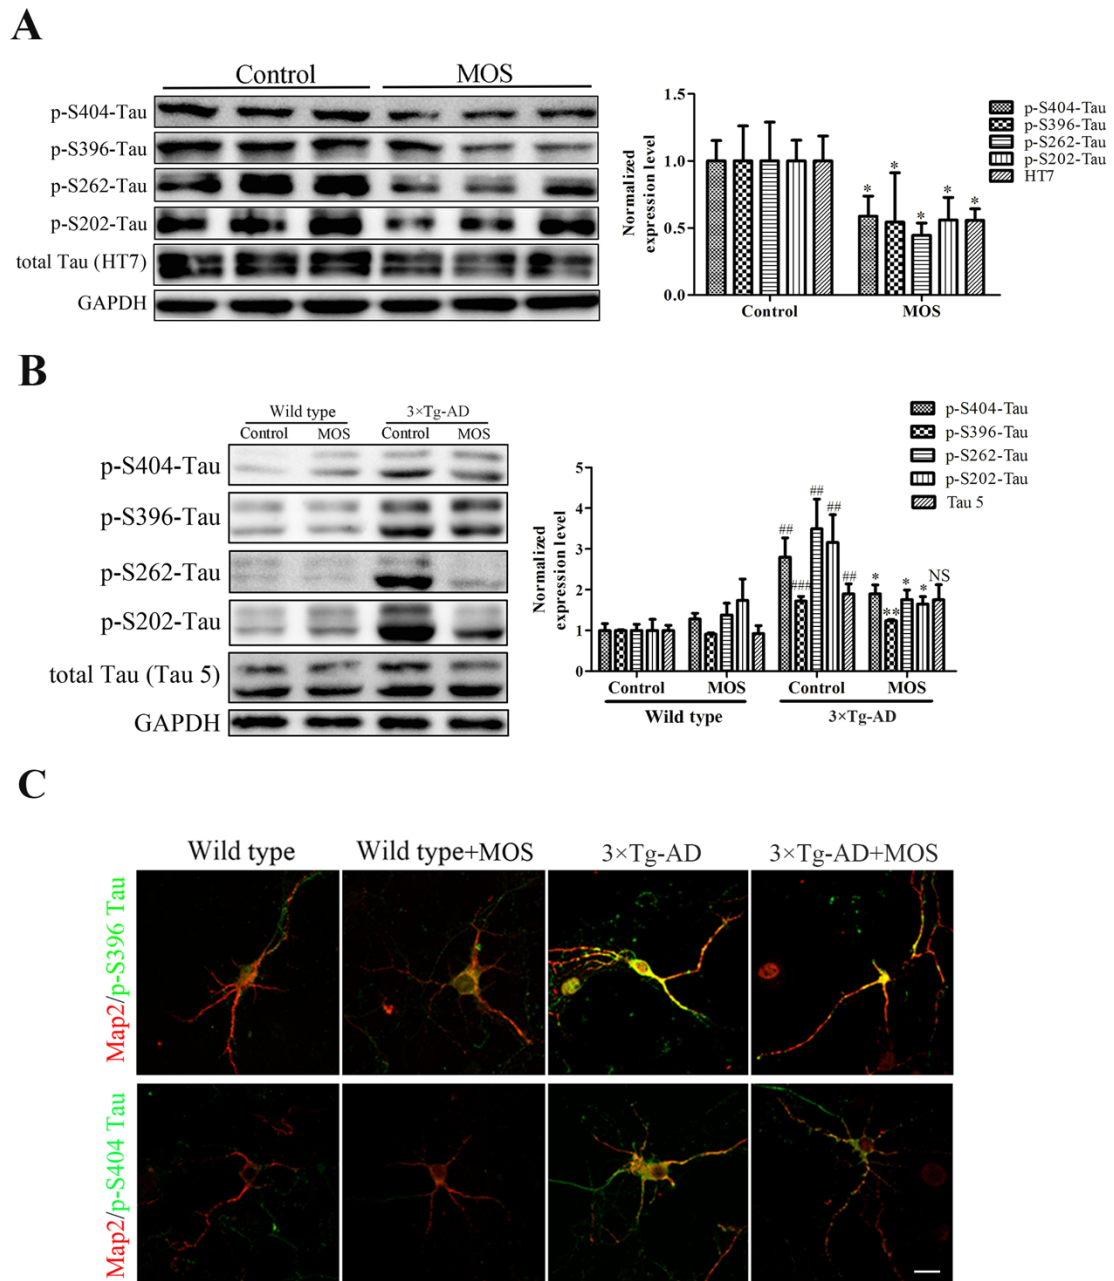 A
Control MOS
p-S404-Tau
p-S396-Tau
p-S262-Tau
p-S202-Tau
total Tau (HT7)
GAPDH
Normalized
expression level
1.5
1.0
0.5
0.0
* * * * *
Control MOS
p-S404-Tau
p-S396-Tau
p-S262-Tau
p-S202-Tau
HT7
B
Wild type 3×Tg-AD
Control MOS Control MOS
p-S404-Tau
p-S396-Tau
p-S262-Tau
p-S202-Tau
total Tau (Tau 5)
GAPDH
Normalized
expression level
5
4
3
2
1
0
## ### ## ## ## * ** * * NS
Control MOS Control MOS
Wild type 3×Tg-AD
p-S404-Tau
p-S396-Tau
p-S262-Tau
p-S202-Tau
Tau 5
C
Wild type Wild type+MOS 3×Tg-AD 3×Tg-AD+MOS
Map2/p-S396 Tau
Map2/p-S404 Tau